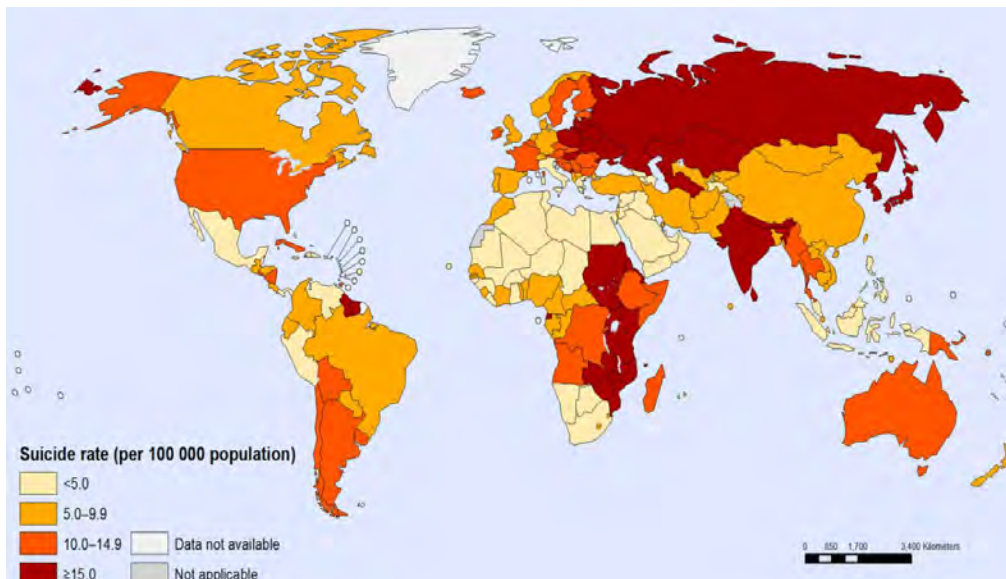 Suicide rate (per 100 000 population)
<5.0
5.0–9.9
10.0–14.9
≥15.0
Data not available
Not applicable
0 850 1,700 3,400 Kilometers